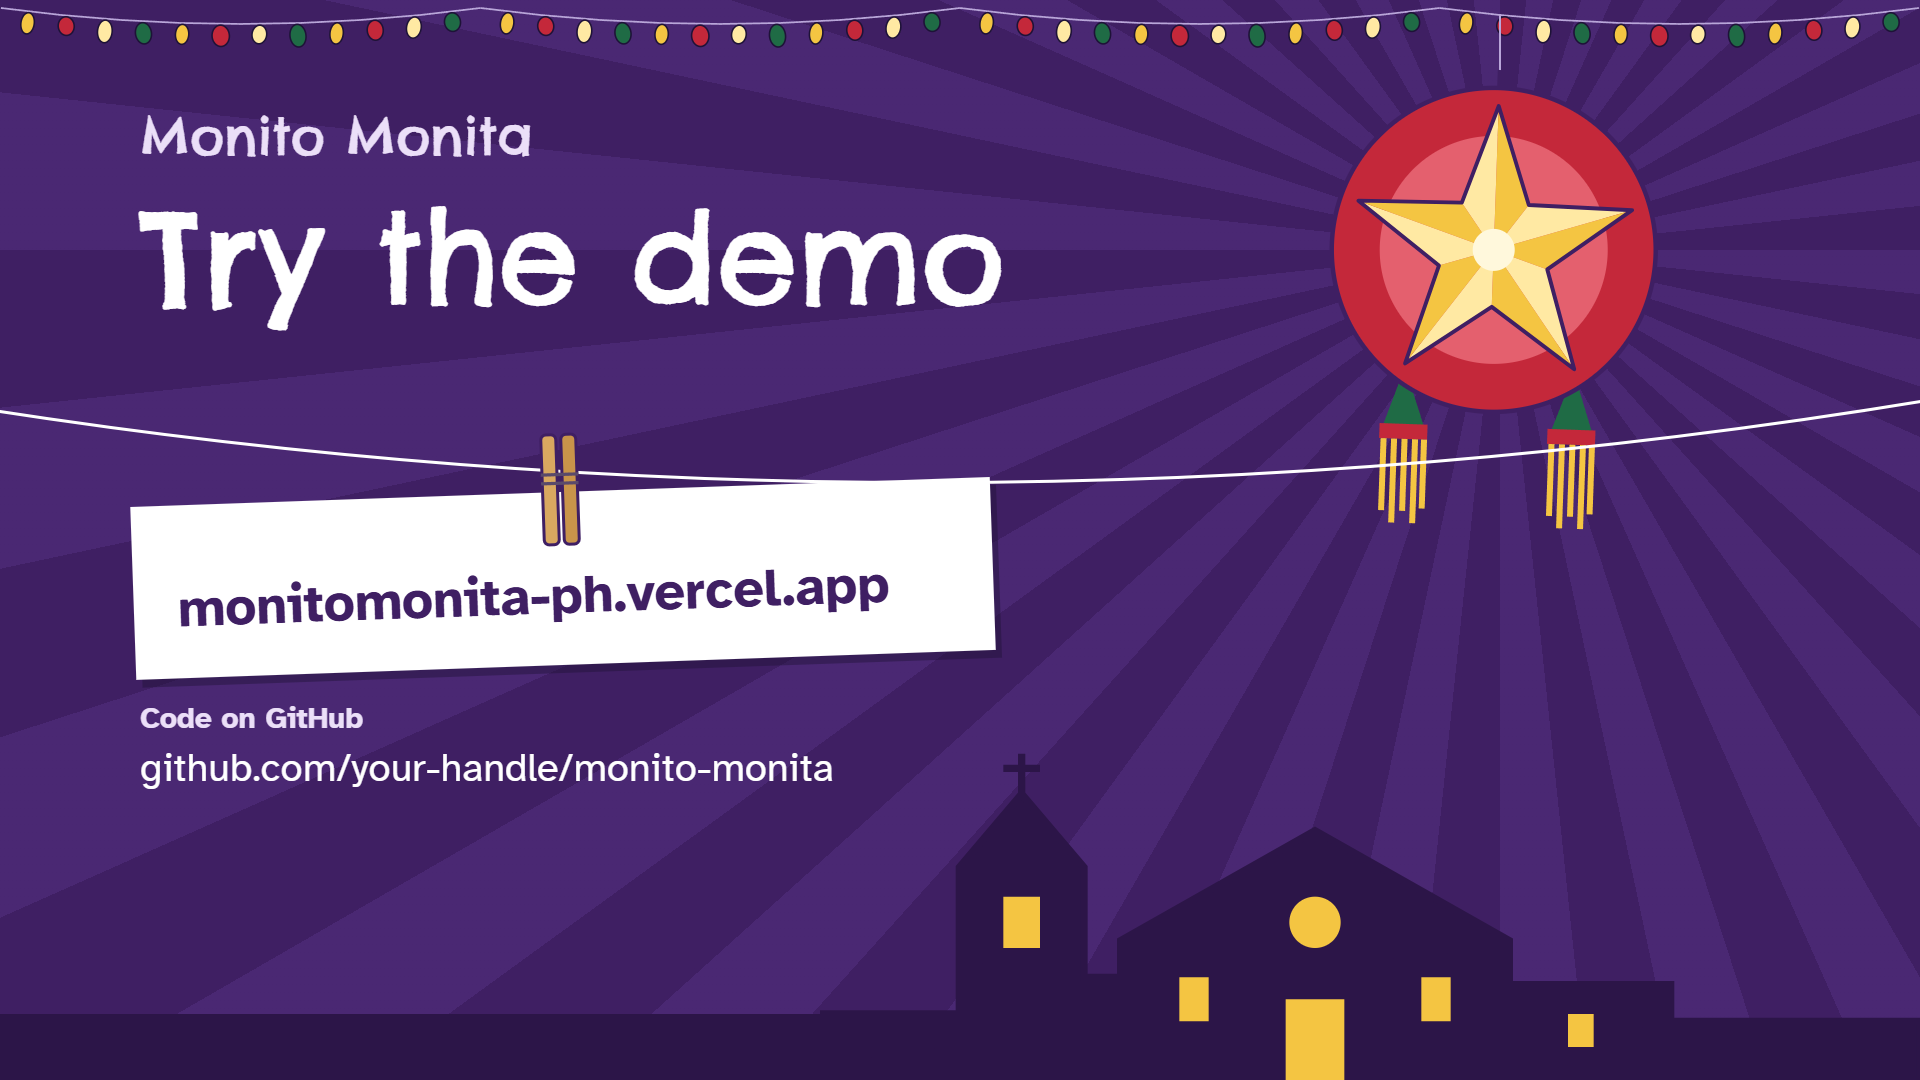 Monito Monita
Try the demo
monitomonita-ph.vercel.app
Code on GitHub
github.com/your-handle/monito-monita